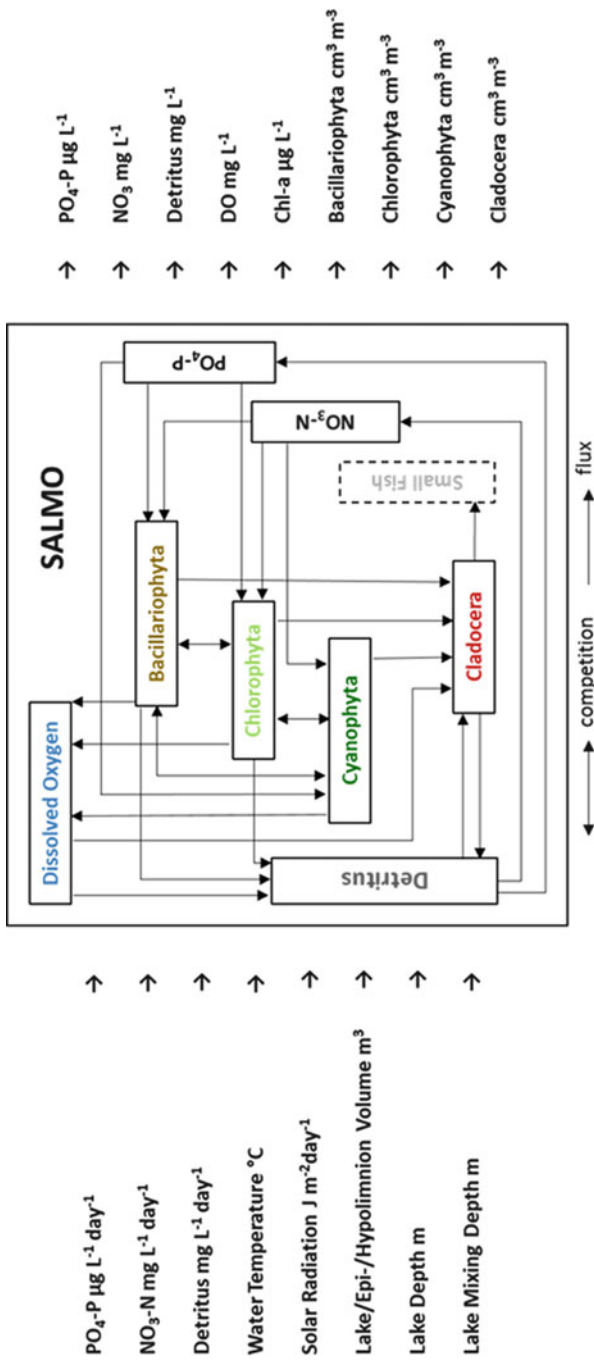 PO₄-P µg L⁻¹ day⁻¹
NO₃-N mg L⁻¹ day⁻¹
Detritus mg L⁻¹ day⁻¹
Water Temperature °C
Solar Radiation J m⁻²day⁻¹
Lake/Epi-/Hypolimnion Volume m³
Lake Depth m
Lake Mixing Depth m
SALMO
Dissolved Oxygen
Bacillariophyta
PO₄-P
Chlorophyta
NO₃-N
Cyanophyta
Small Fish
Detritus
Cladocera
competition
flux
PO₄-P µg L⁻¹
NO₃ mg L⁻¹
Detritus mg L⁻¹
DO mg L⁻¹
Chl-a µg L⁻¹
Bacillariophyta cm³ m⁻³
Chlorophyta cm³ m⁻³
Cyanophyta cm³ m⁻³
Cladocera cm³ m⁻³